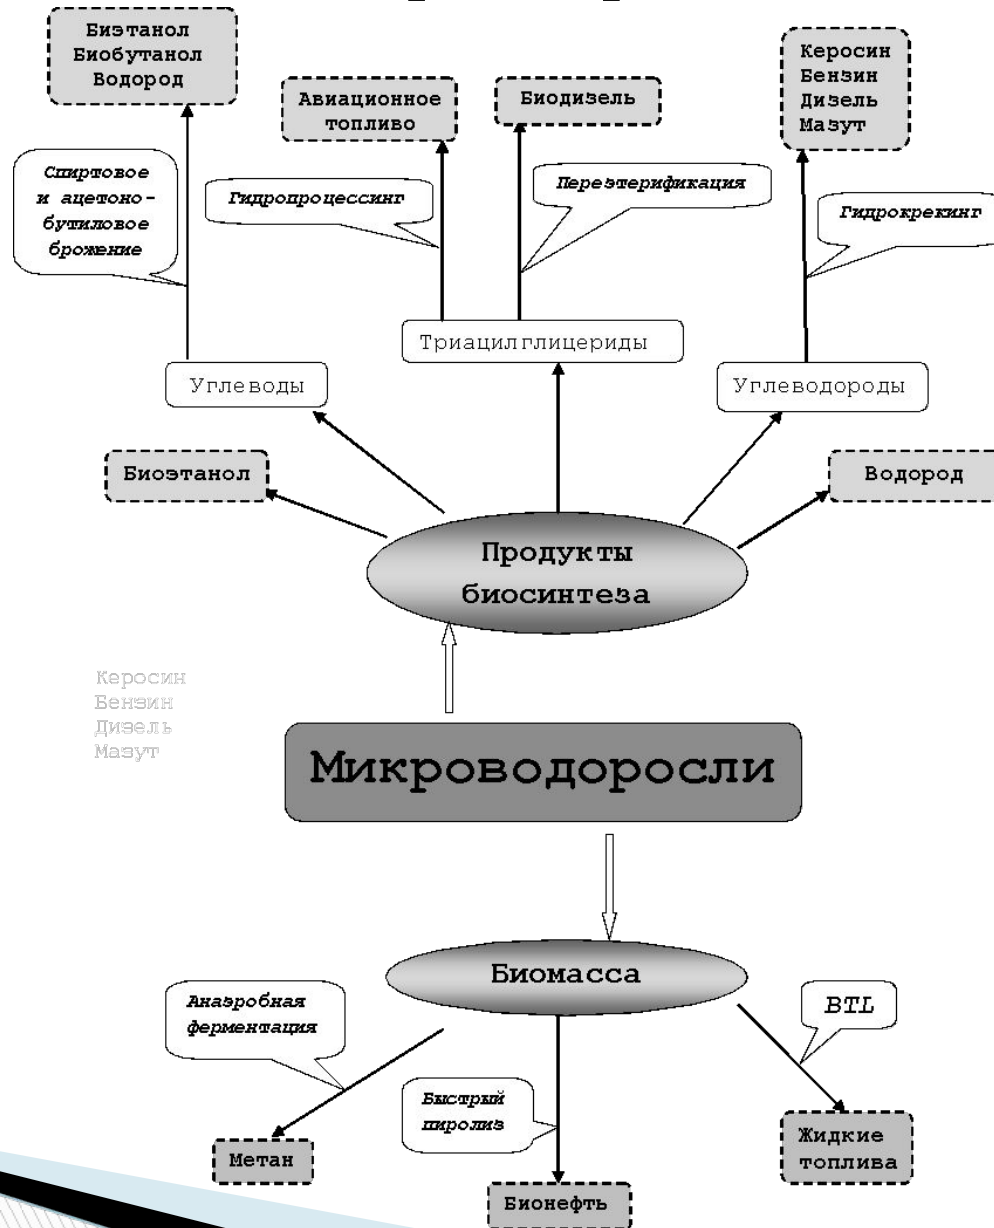 Биэтанол
Биобутанол
Водород
Авиационное
топливо
Биодизель
Керосин
Бензин
Дизель
Мазут
Спиртовое
и ацетоно-
бутиловое
брожение
Гидропроцессинг
Переэтерификация
Гидрокрекинг
Триацилглицериды
Углеводы
Углеводороды
Биоэтанол
Водород
Продукты
биосинтеза
Керосин
Бензин
Дизель
Мазут
Микроводоросли
Биомасса
Анаэробная
ферментация
BTL
Быстрый
пиролиз
Метан
Жидкие
топлива
Бионефть